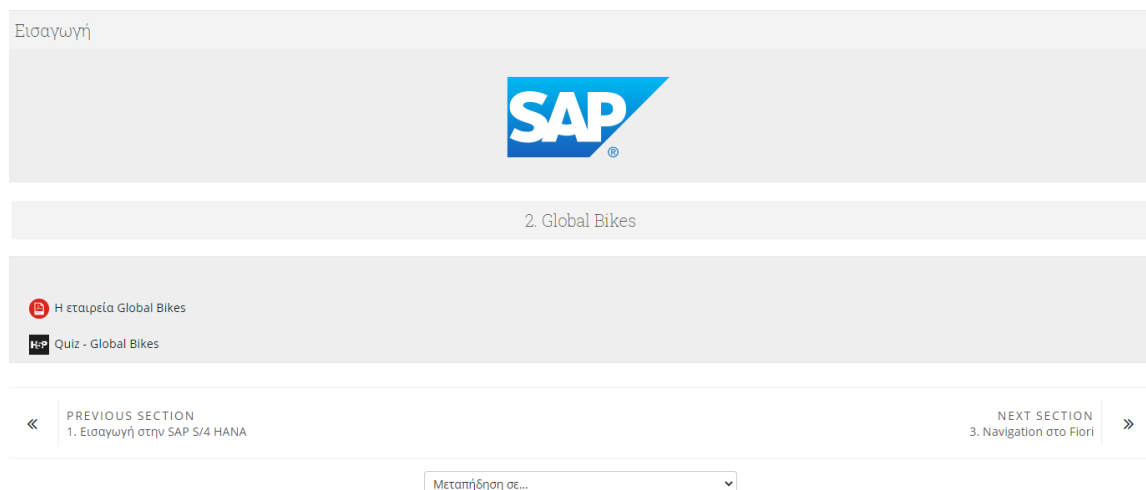 Εισαγωγή
SAP ®
2. Global Bikes
Η εταιρεία Global Bikes
H-P Quiz - Global Bikes
PREVIOUS SECTION
1. Εισαγωγή στην SAP S/4 HANA
NEXT SECTION
3. Navigation στο Fiori
Μεταπήδηση σε...